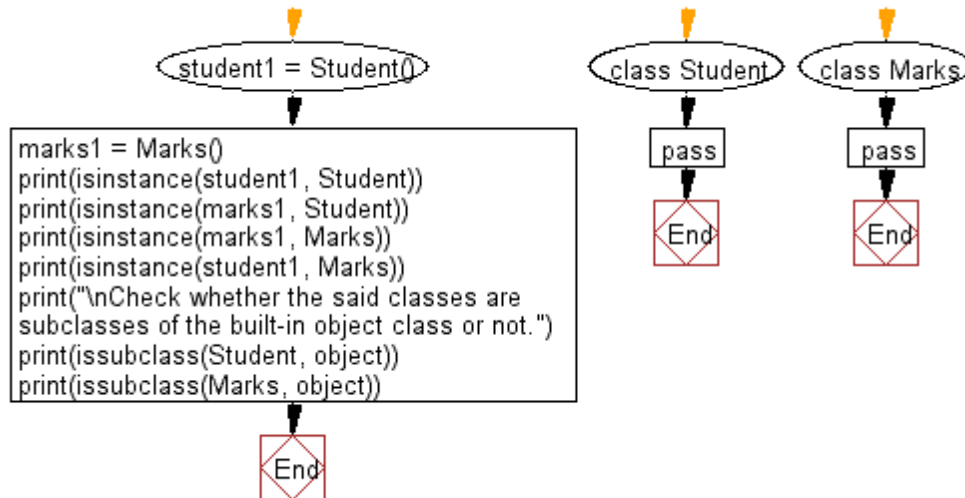 student1 = Student()
marks1 = Marks()
print(isinstance(student1, Student))
print(isinstance(marks1, Student))
print(isinstance(marks1, Marks))
print(isinstance(student1, Marks))
print("\nCheck whether the said classes are
subclasses of the built-in object class or not.")
print(issubclass(Student, object))
print(issubclass(Marks, object))
End
class Student
pass
End
class Marks
pass
End